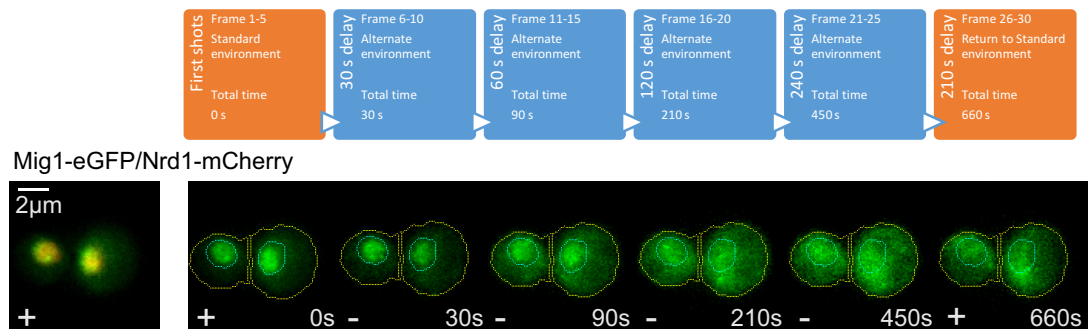 First shots
Frame 1-5
Standard
environment
Total time
0 s
30 s delay
Frame 6-10
Alternate
environment
Total time
30 s
60 s delay
Frame 11-15
Alternate
environment
Total time
90 s
120 s delay
Frame 16-20
Alternate
environment
Total time
210 s
240 s delay
Frame 21-25
Alternate
environment
Total time
450 s
210 s delay
Frame 26-30
Return to Standard
environment
Total time
660 s
Mig1-eGFP/Nrd1-mCherry
2μm
+
+ 0s
- 30s
- 90s
- 210s
- 450s
+ 660s